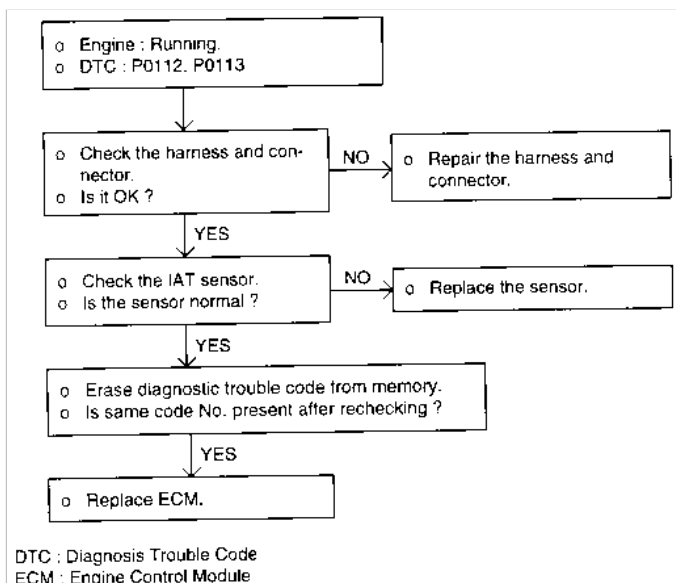 o Engine : Running.
o DTC : P0112. P0113
o Check the harness and con-
nector.
o Is it OK ?
NO
o Repair the harness and
connector.
YES
o Check the IAT sensor.
o Is the sensor normal ?
NO
o Replace the sensor.
YES
o Erase diagnostic trouble code from memory.
o Is same code No. present after rechecking ?
YES
o Replace ECM.
DTC : Diagnosis Trouble Code
ECM : Engine Control Module